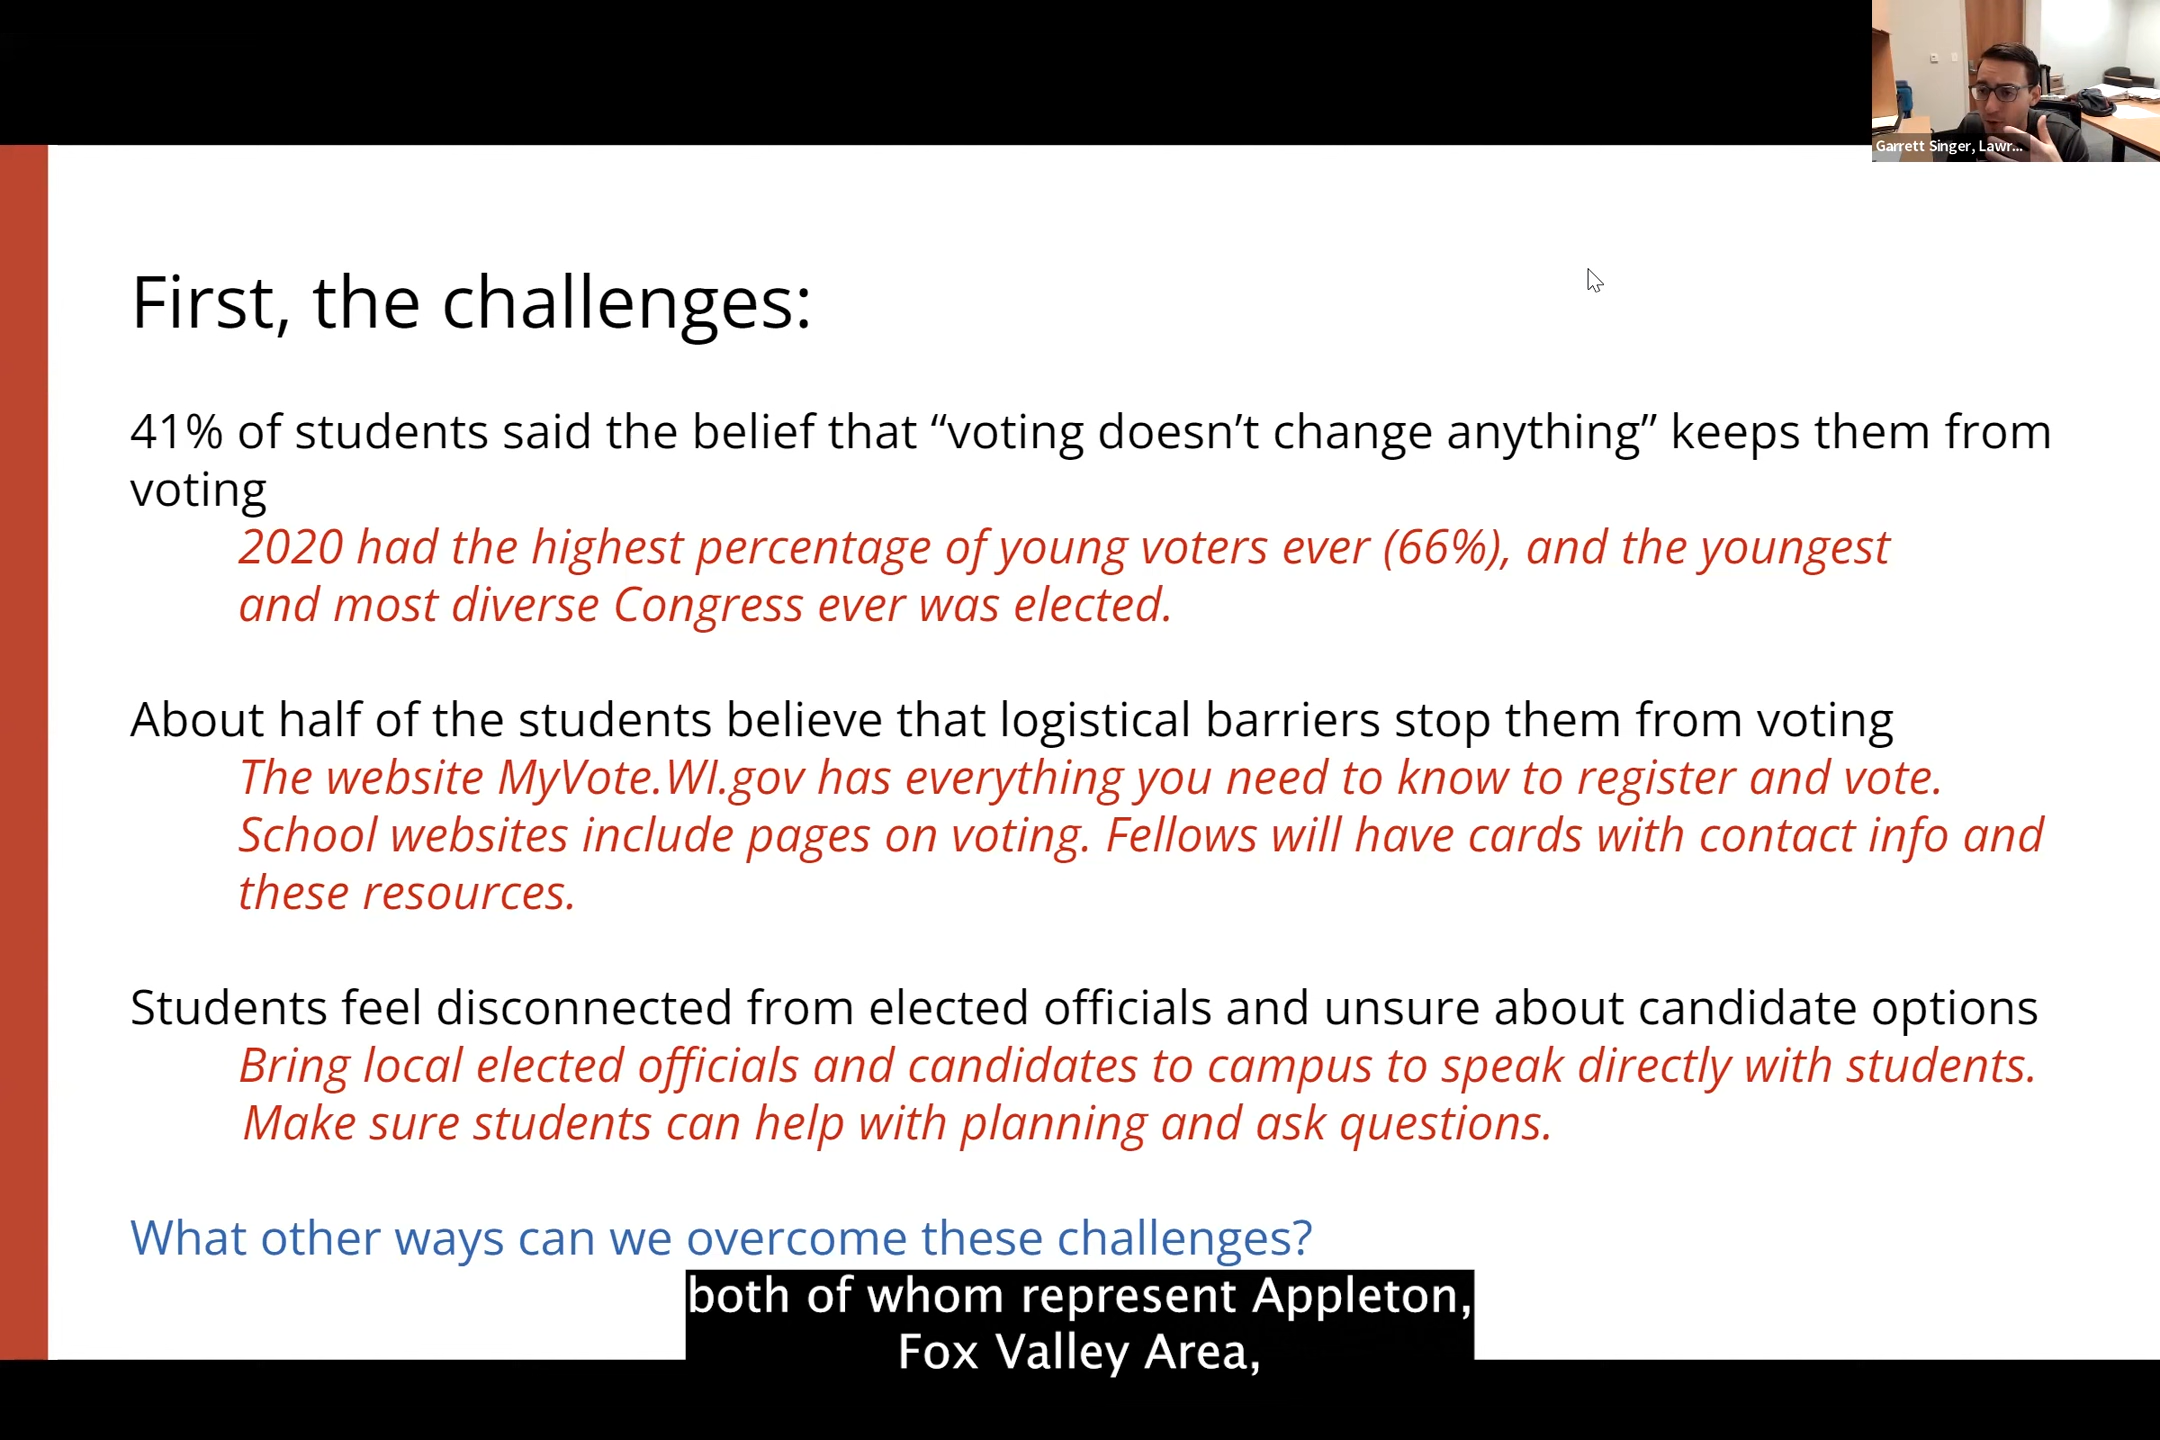 Garrett Singer, Lawr...
First, the challenges:
41% of students said the belief that “voting doesn’t change anything” keeps them from
voting
2020 had the highest percentage of young voters ever (66%), and the youngest
and most diverse Congress ever was elected.
About half of the students believe that logistical barriers stop them from voting
The website MyVote.WI.gov has everything you need to know to register and vote.
School websites include pages on voting. Fellows will have cards with contact info and
these resources.
Students feel disconnected from elected officials and unsure about candidate options
Bring local elected officials and candidates to campus to speak directly with students.
Make sure students can help with planning and ask questions.
What other ways can we overcome these challenges?
both of whom represent Appleton,
Fox Valley Area,